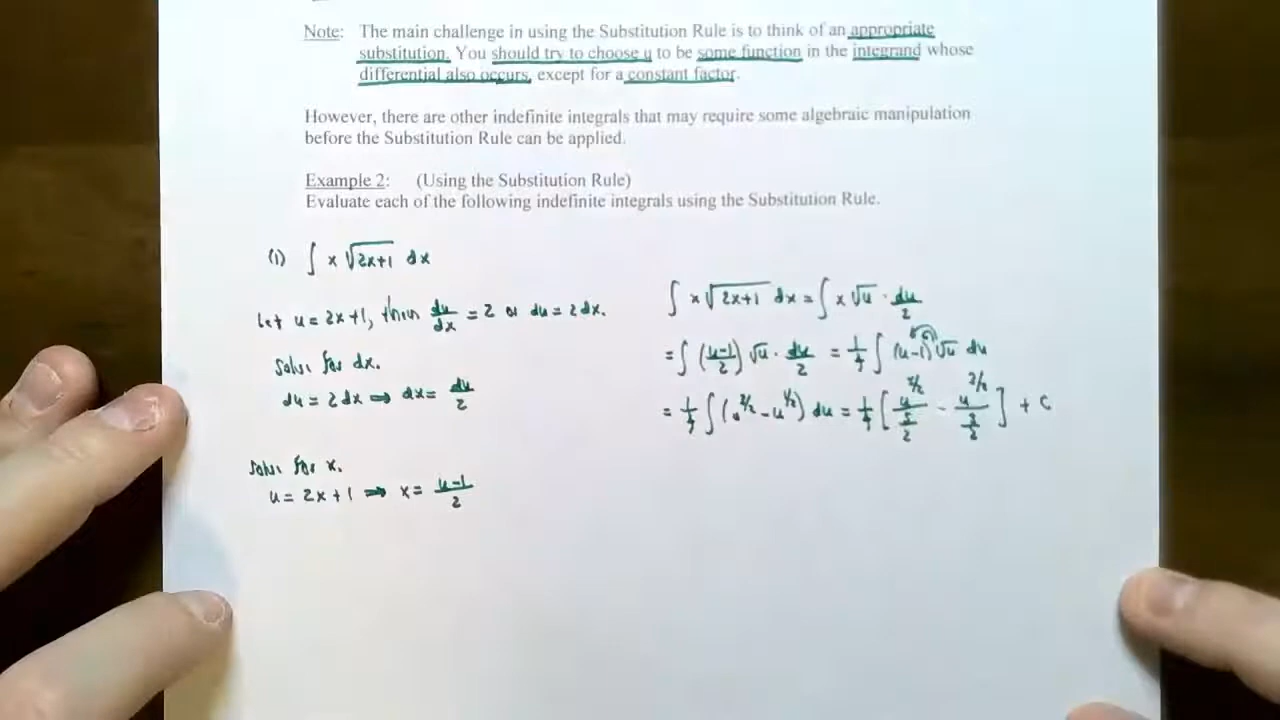 Note: The main challenge in using the Substitution Rule is to think of an appropriate
substitution. You should try to choose u to be some function in the integrand whose
differential also occurs, except for a constant factor.
However, there are other indefinite integrals that may require some algebraic manipulation
before the Substitution Rule can be applied.
Example 2: (Using the Substitution Rule)
Evaluate each of the following indefinite integrals using the Substitution Rule.
(1) ∫ x √(2x+1) dx
Let u = 2x+1, then du/dx = 2 or du = 2dx.
Solve for dx.
du = 2dx ⇒ dx = du/2
Solve for x.
u = 2x+1 ⇒ x = (u-1)/2
∫ x √(2x+1) dx = ∫ x √u · du/2
= ∫ ((u-1)/2) √u · du/2 = 1/4 ∫ (u-1) √u du
= 1/4 ∫ (u^(3/2) - u^(1/2)) du = 1/4 [ u^(5/2)/(5/2) - u^(3/2)/(3/2) ] + C